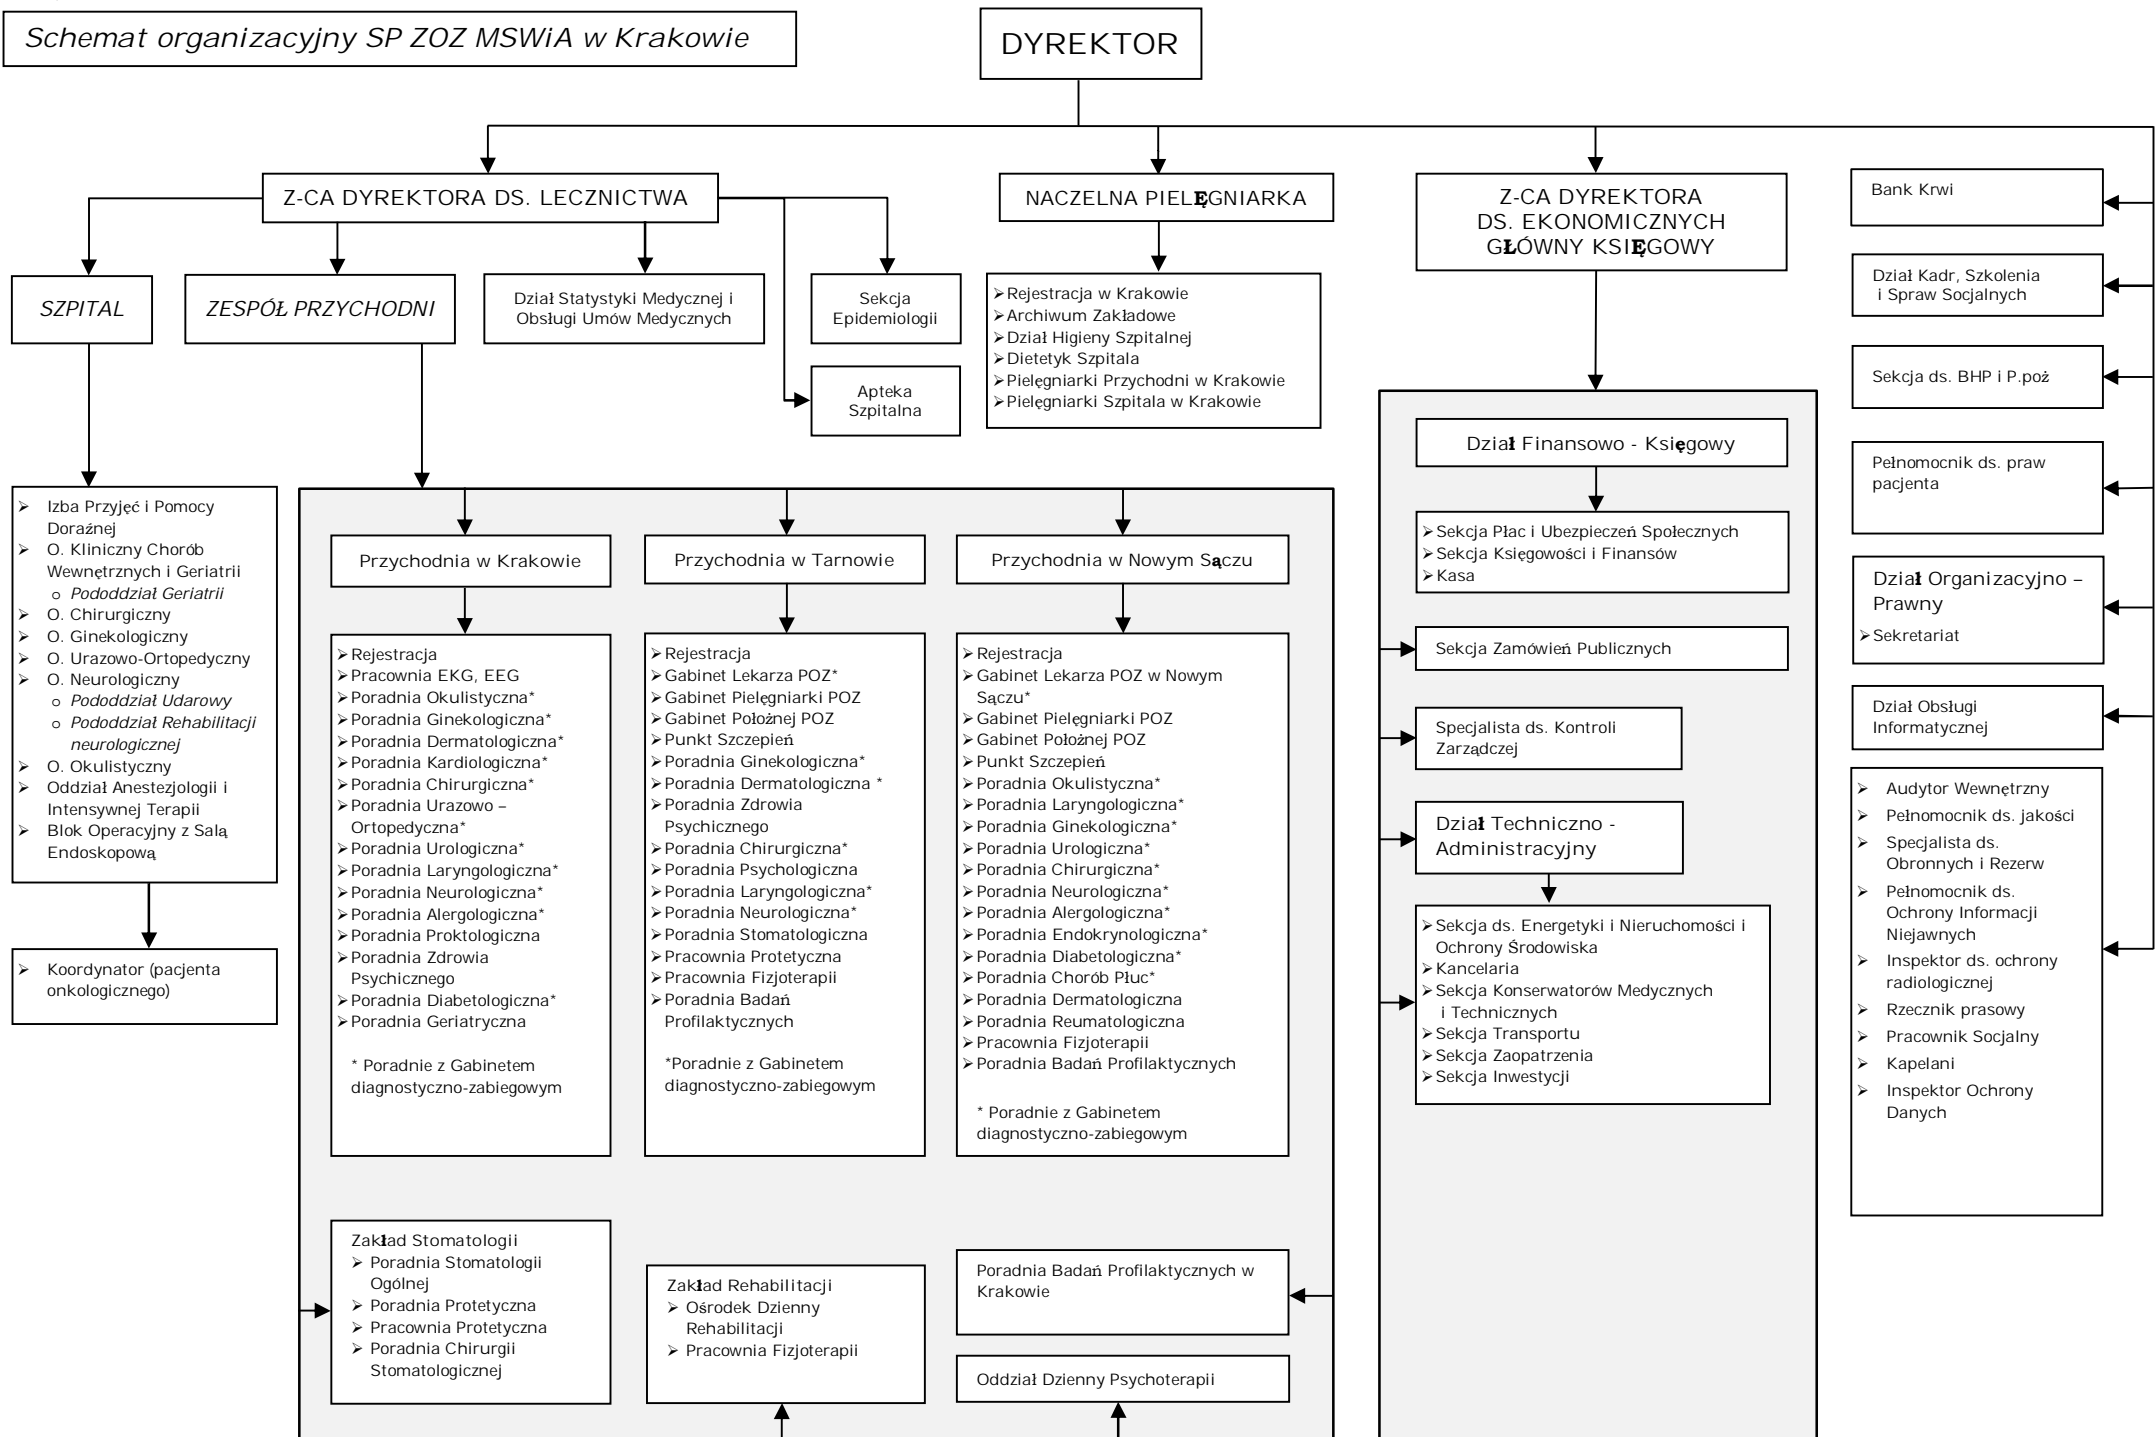 Schemat organizacyjny SP ZOZ MSWiA w Krakowie
DYREKTOR
Z-CA DYREKTORA DS. LECZNICTWA
NACZELNA PIELĘGNIARKA
Z-CA DYREKTORA
DS. EKONOMICZNYCH
GŁÓWNY KSIĘGOWY
SZPITAL
ZESPÓŁ PRZYCHODNI
Dział Statystyki Medycznej i
Obsługi Umów Medycznych
Sekcja
Epidemiologii
Apteka
Szpitalna
➢Rejestracja w Krakowie
➢Archiwum Zakładowe
➢Dział Higieny Szpitalnej
➢Dietetyk Szpitala
➢Pielęgniarki Przychodni w Krakowie
➢Pielęgniarki Szpitala w Krakowie
➢ Izba Przyjęć i Pomocy
Doraźnej
➢ O. Kliniczny Chorób
Wewnętrznych i Geriatrii
o Pododdział Geriatrii
➢ O. Chirurgiczny
➢ O. Ginekologiczny
➢ O. Urazowo-Ortopedyczny
➢ O. Neurologiczny
o Pododdział Udarowy
o Pododdział Rehabilitacji
neurologicznej
➢ O. Okulistyczny
➢ Oddział Anestezjologii i
Intensywnej Terapii
➢ Blok Operacyjny z Salą
Endoskopową
➢ Koordynator (pacjenta
onkologicznego)
Przychodnia w Krakowie
➢Rejestracja
➢Pracownia EKG, EEG
➢Poradnia Okulistyczna*
➢Poradnia Ginekologiczna*
➢Poradnia Dermatologiczna*
➢Poradnia Kardiologiczna*
➢Poradnia Chirurgiczna*
➢Poradnia Urazowo –
Ortopedyczna*
➢Poradnia Urologiczna*
➢Poradnia Laryngologiczna*
➢Poradnia Neurologiczna*
➢Poradnia Alergologiczna*
➢Poradnia Proktologiczna
➢Poradnia Zdrowia
Psychicznego
➢Poradnia Diabetologiczna*
➢Poradnia Geriatryczna
* Poradnie z Gabinetem
diagnostyczno-zabiegowym
Przychodnia w Tarnowie
➢Rejestracja
➢Gabinet Lekarza POZ*
➢Gabinet Pielęgniarki POZ
➢Gabinet Położnej POZ
➢Punkt Szczepień
➢Poradnia Ginekologiczna*
➢Poradnia Dermatologiczna *
➢Poradnia Zdrowia
Psychicznego
➢Poradnia Chirurgiczna*
➢Poradnia Psychologiczna
➢Poradnia Laryngologiczna*
➢Poradnia Neurologiczna*
➢Poradnia Stomatologiczna
➢Pracownia Protetyczna
➢Pracownia Fizjoterapii
➢Poradnia Badań
Profilaktycznych
*Poradnie z Gabinetem
diagnostyczno-zabiegowym
Przychodnia w Nowym Sączu
➢Rejestracja
➢Gabinet Lekarza POZ w Nowym
Sączu*
➢Gabinet Pielęgniarki POZ
➢Gabinet Położnej POZ
➢Punkt Szczepień
➢Poradnia Okulistyczna*
➢Poradnia Laryngologiczna*
➢Poradnia Ginekologiczna*
➢Poradnia Urologiczna*
➢Poradnia Chirurgiczna*
➢Poradnia Neurologiczna*
➢Poradnia Alergologiczna*
➢Poradnia Endokrynologiczna*
➢Poradnia Diabetologiczna*
➢Poradnia Chorób Płuc*
➢Poradnia Dermatologiczna
➢Poradnia Reumatologiczna
➢Pracownia Fizjoterapii
➢Poradnia Badań Profilaktycznych
* Poradnie z Gabinetem
diagnostyczno-zabiegowym
Zakład Stomatologii
➢ Poradnia Stomatologii
Ogólnej
➢ Poradnia Protetyczna
➢ Pracownia Protetyczna
➢ Poradnia Chirurgii
Stomatologicznej
Zakład Rehabilitacji
➢ Ośrodek Dzienny
Rehabilitacji
➢ Pracownia Fizjoterapii
Poradnia Badań Profilaktycznych w
Krakowie
Oddział Dzienny Psychoterapii
Dział Finansowo - Księgowy
➢Sekcja Płac i Ubezpieczeń Społecznych
➢Sekcja Księgowości i Finansów
➢Kasa
Sekcja Zamówień Publicznych
Specjalista ds. Kontroli
Zarządczej
Dział Techniczno -
Administracyjny
➢Sekcja ds. Energetyki i Nieruchomości i
Ochrony Środowiska
➢Kancelaria
➢Sekcja Konserwatorów Medycznych
i Technicznych
➢Sekcja Transportu
➢Sekcja Zaopatrzenia
➢Sekcja Inwestycji
Bank Krwi
Dział Kadr, Szkolenia
i Spraw Socjalnych
Sekcja ds. BHP i P.poż
Pełnomocnik ds. praw
pacjenta
Dział Organizacyjno –
Prawny
➢Sekretariat
Dział Obsługi
Informatycznej
➢ Audytor Wewnętrzny
➢ Pełnomocnik ds. jakości
➢ Specjalista ds.
Obronnych i Rezerw
➢ Pełnomocnik ds.
Ochrony Informacji
Niejawnych
➢ Inspektor ds. ochrony
radiologicznej
➢ Rzecznik prasowy
➢ Pracownik Socjalny
➢ Kapelani
➢ Inspektor Ochrony
Danych